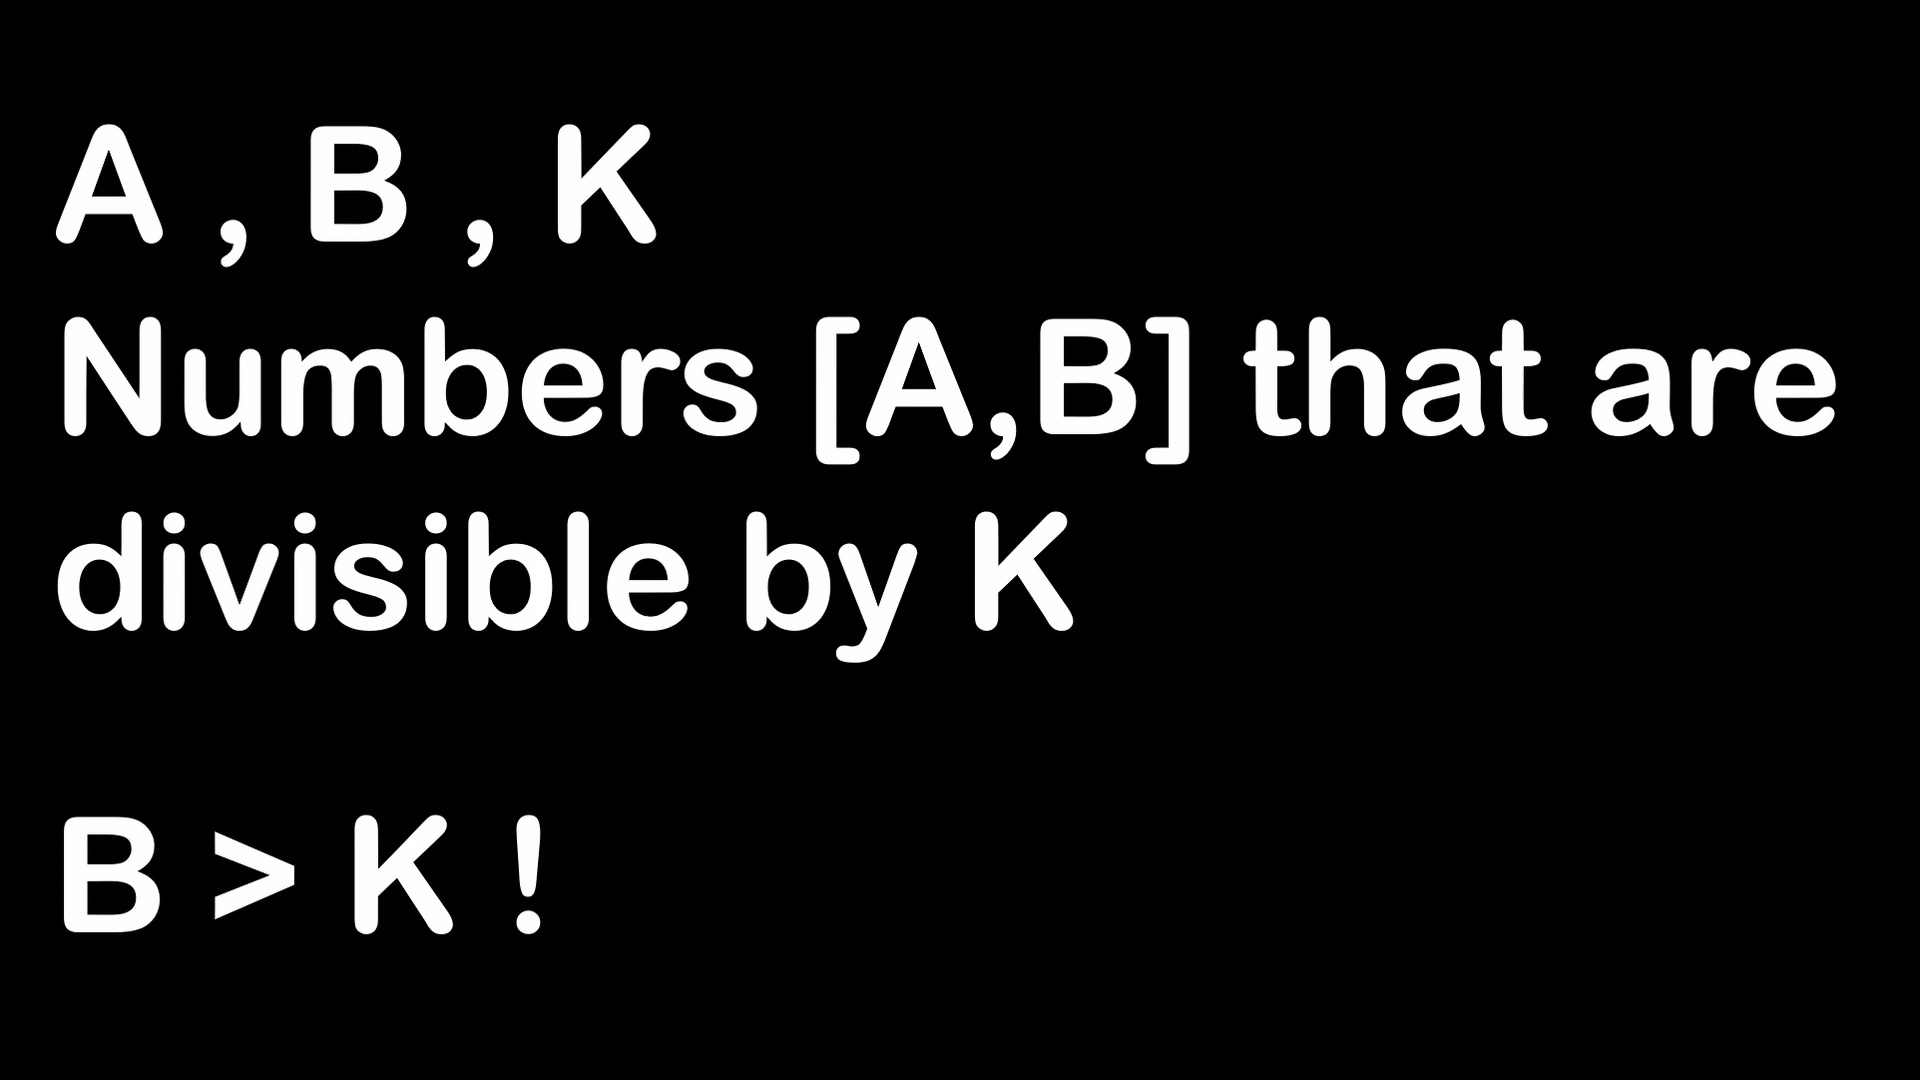 A , B , K
Numbers [A,B] that are
divisible by K
B > K !